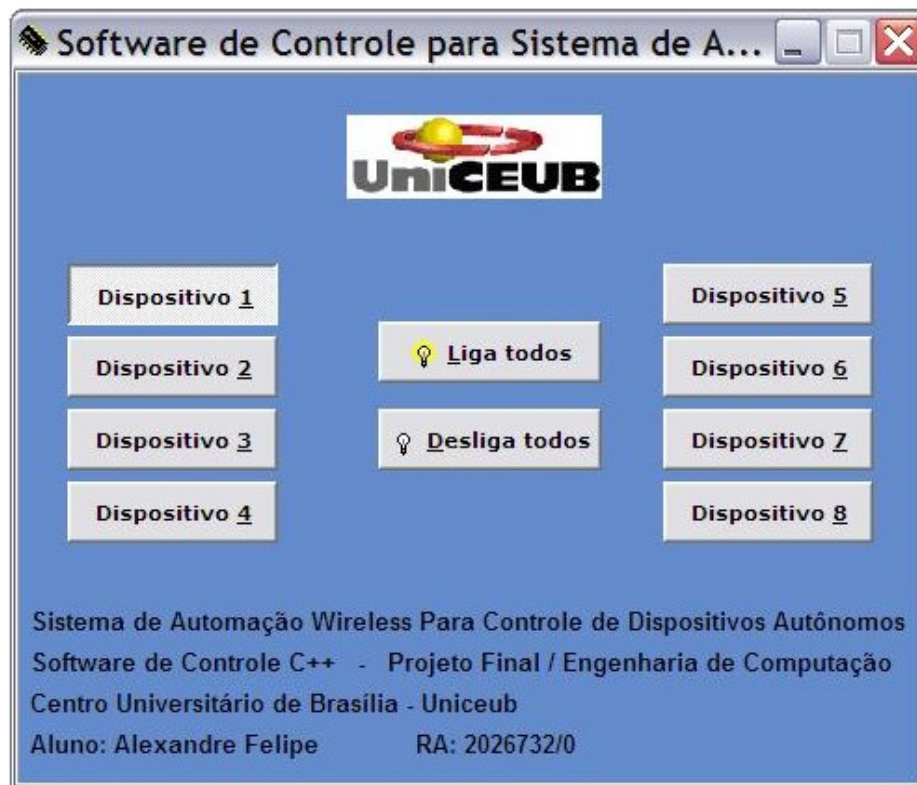 Software de Controle para Sistema de A...
UniCEUB
Dispositivo 1
Dispositivo 2
Dispositivo 3
Dispositivo 4
Liga todos
Desliga todos
Dispositivo 5
Dispositivo 6
Dispositivo 7
Dispositivo 8
Sistema de Automação Wireless Para Controle de Dispositivos Autônomos
Software de Controle C++ - Projeto Final / Engenharia de Computação
Centro Universitário de Brasília - Uniceub
Aluno: Alexandre Felipe RA: 2026732/0